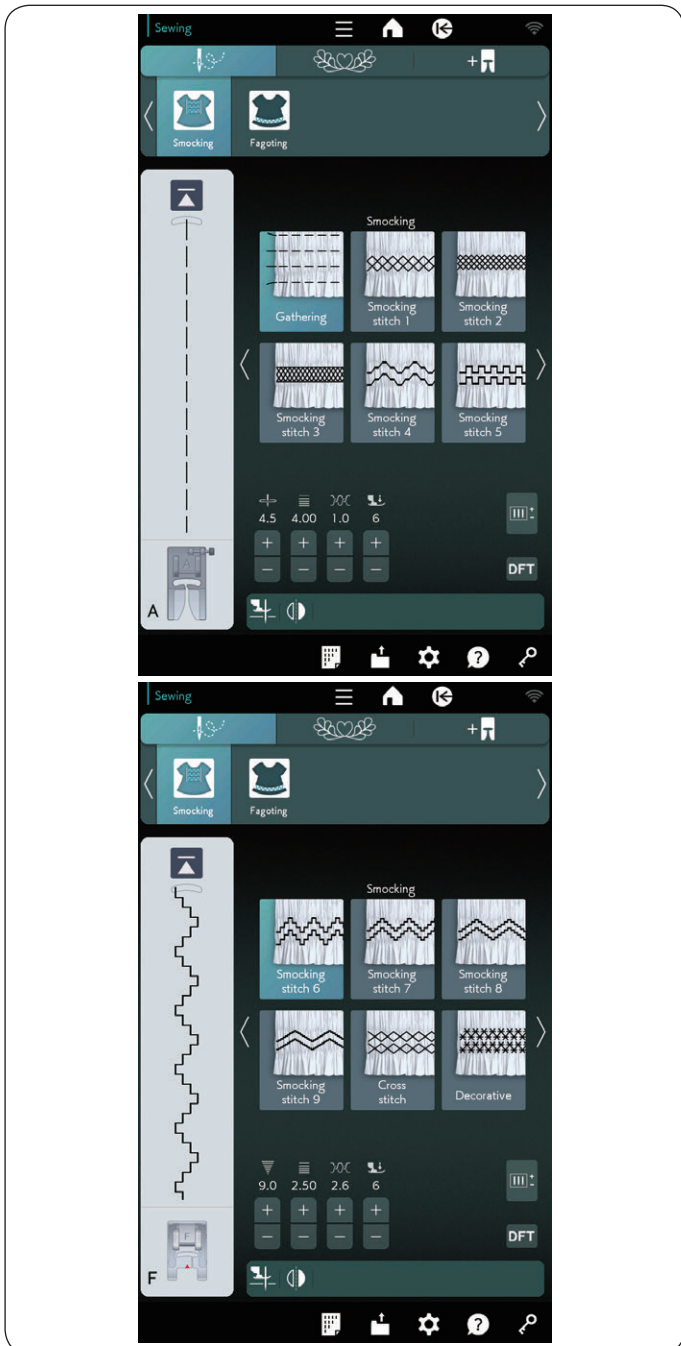 Sewing
Smocking Fagoting
Smocking
Gathering
Smocking
stitch 1
Smocking
stitch 2
Smocking
stitch 3
Smocking
stitch 4
Smocking
stitch 5
4.5 4.00 1.0 6
+ + + +
− − − −
DFT
A
A
Sewing
Smocking Fagoting
Smocking
Smocking
stitch 6
Smocking
stitch 7
Smocking
stitch 8
Smocking
stitch 9
Cross
stitch
Decorative
9.0 2.50 2.6 6
+ + + +
− − − −
DFT
F
F